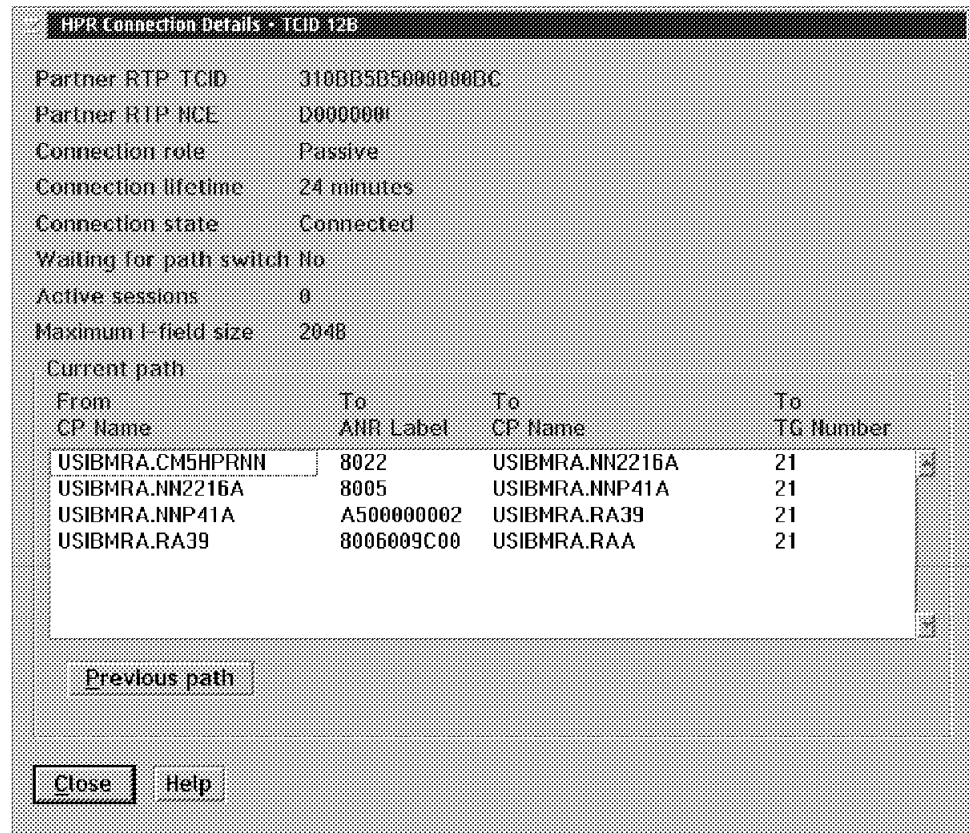 HPR Connection Details - TCID 12B
Partner RTP TCID 310BB5B5000000BC
Partner RTP NCE
Connection role Passive
Connection lifetime 24 minutes
Connection state Connected
Waiting for path switch No
Active sessions 0
Maximum I-field size 2048
Current path
From To To To
CP Name ANR Label CP Name TG Number
USIBMRA.CM5HPRNN 8022 USIBMRA.NN2216A 21
USIBMRA.NN2216A 8005 USIBMRA.NNP41A 21
USIBMRA.NNP41A A500000002 USIBMRA.RA39 21
USIBMRA.RA39 8006009C00 USIBMRA.RAA 21
Previous path
Close Help